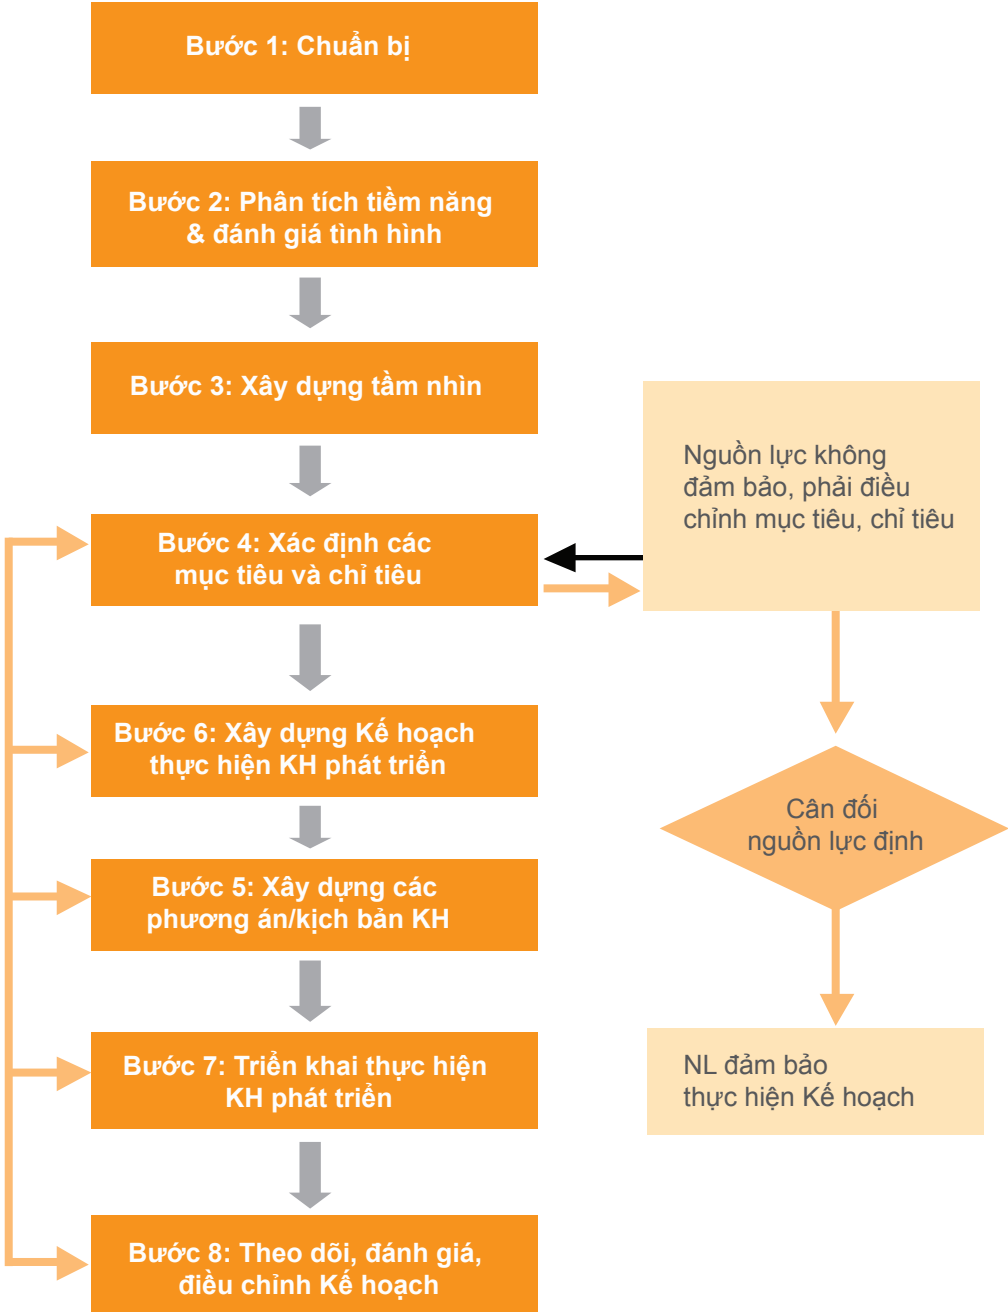 Bước 1: Chuẩn bị
Bước 2: Phân tích tiềm năng
& đánh giá tình hình
Bước 3: Xây dựng tầm nhìn
Nguồn lực không
đảm bảo, phải điều
chỉnh mục tiêu, chỉ tiêu
Bước 4: Xác định các
mục tiêu và chỉ tiêu
Bước 6: Xây dựng Kế hoạch
thực hiện KH phát triển
Cân đối
nguồn lực định
Bước 5: Xây dựng các
phương án/kịch bản KH
Bước 7: Triển khai thực hiện
KH phát triển
NL đảm bảo
thực hiện Kế hoạch
Bước 8: Theo dõi, đánh giá,
điều chỉnh Kế hoạch